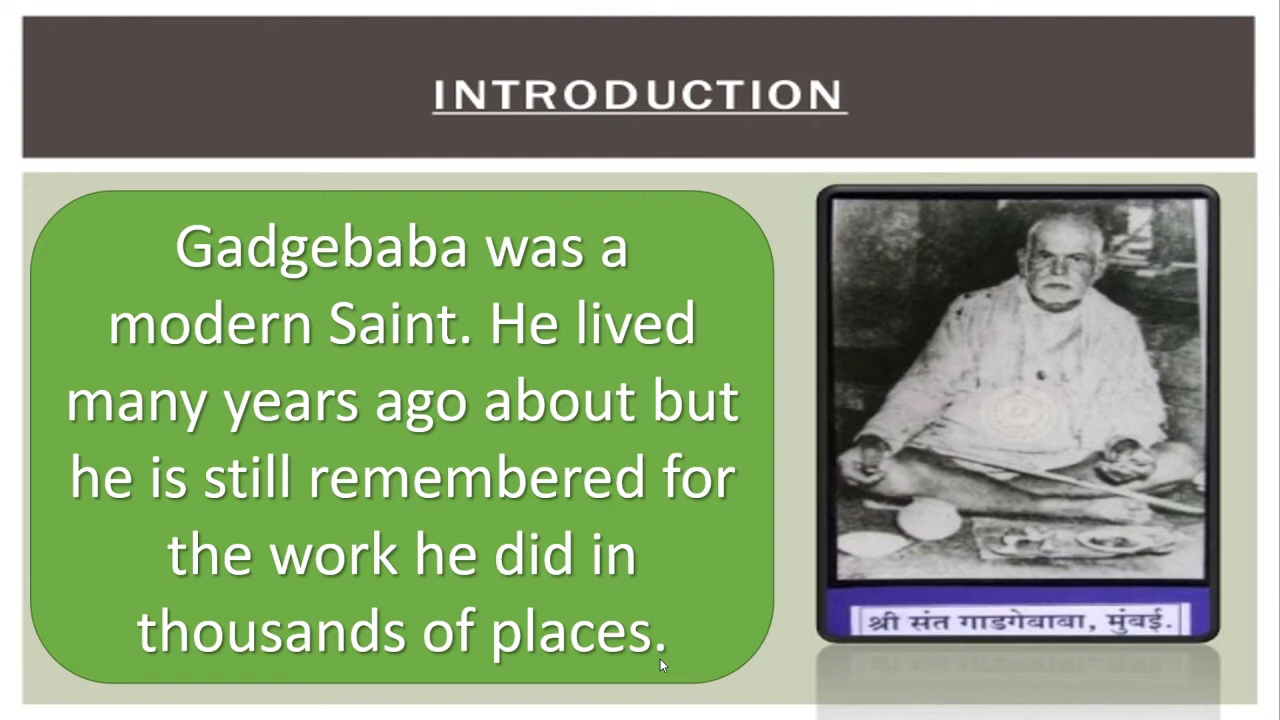 INTRODUCTION
Gadgebaba was a
modern Saint. He lived
many years ago about but
he is still remembered for
the work he did in
thousands of places.
श्री संत गाडगेबाबा, मुंबई.